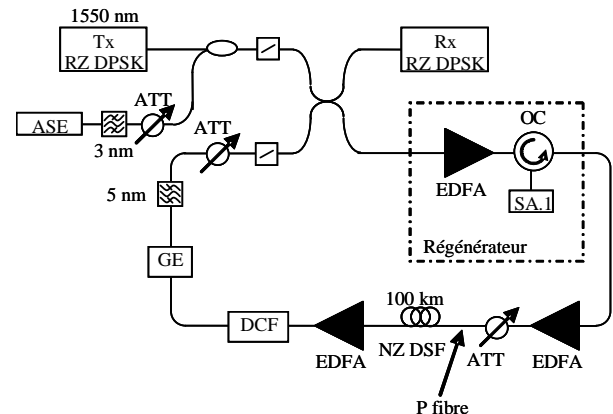 1550 nm
Tx
RZ DPSK
Rx
RZ DPSK
ATT
ASE
3 nm
ATT
OC
EDFA
SA.1
Régénérateur
5 nm
GE
100 km
DCF
EDFA
NZ DSF
ATT
EDFA
P fibre